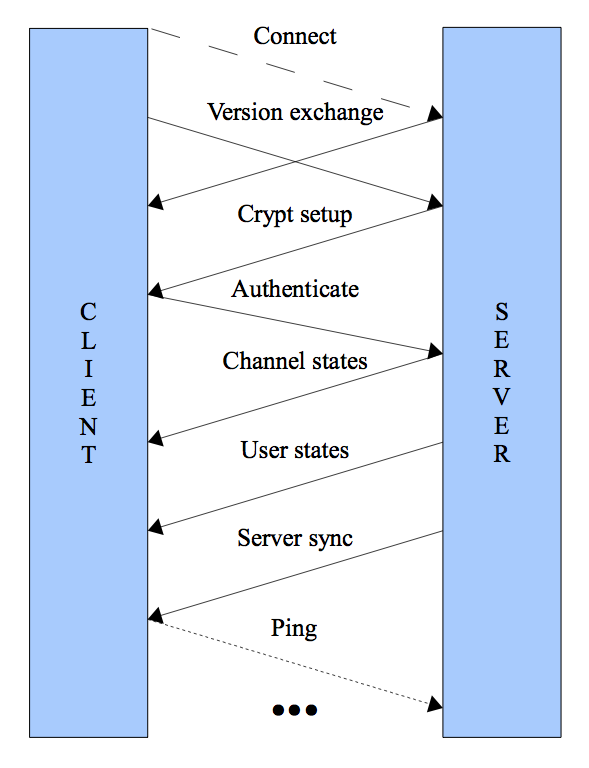 Connect
Version exchange
Crypt setup
Authenticate
Channel states
User states
Server sync
Ping
•••
CLIENT
SERVER